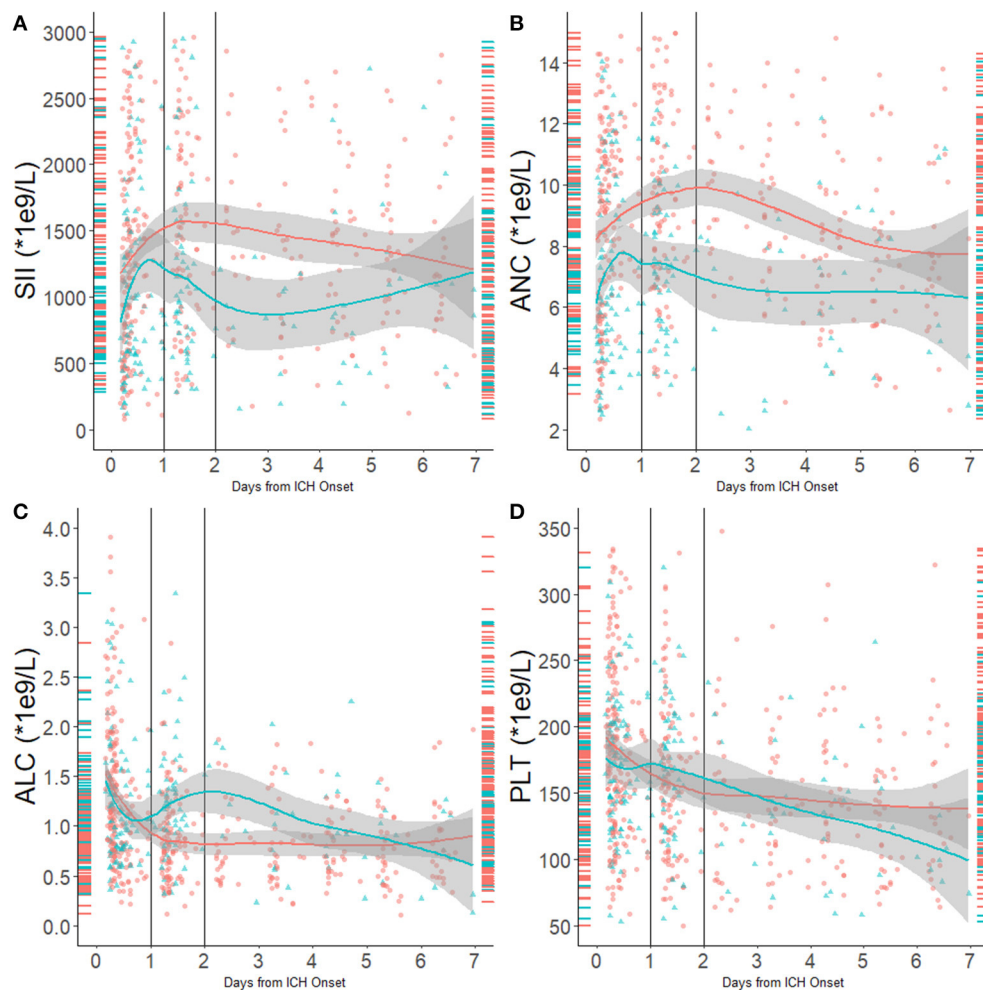 A
SII (*1e9/L)
3000
2500
2000
1500
1000
500
0
0 1 2 3 4 5 6 7
Days from ICH Onset
B
ANC (*1e9/L)
14
12
10
8
6
4
2
0 1 2 3 4 5 6 7
Days from ICH Onset
C
ALC (*1e9/L)
4.0
3.5
3.0
2.5
2.0
1.5
1.0
0.5
0.0
0 1 2 3 4 5 6 7
Days from ICH Onset
D
PLT (*1e9/L)
350
300
250
200
150
100
50
0 1 2 3 4 5 6 7
Days from ICH Onset